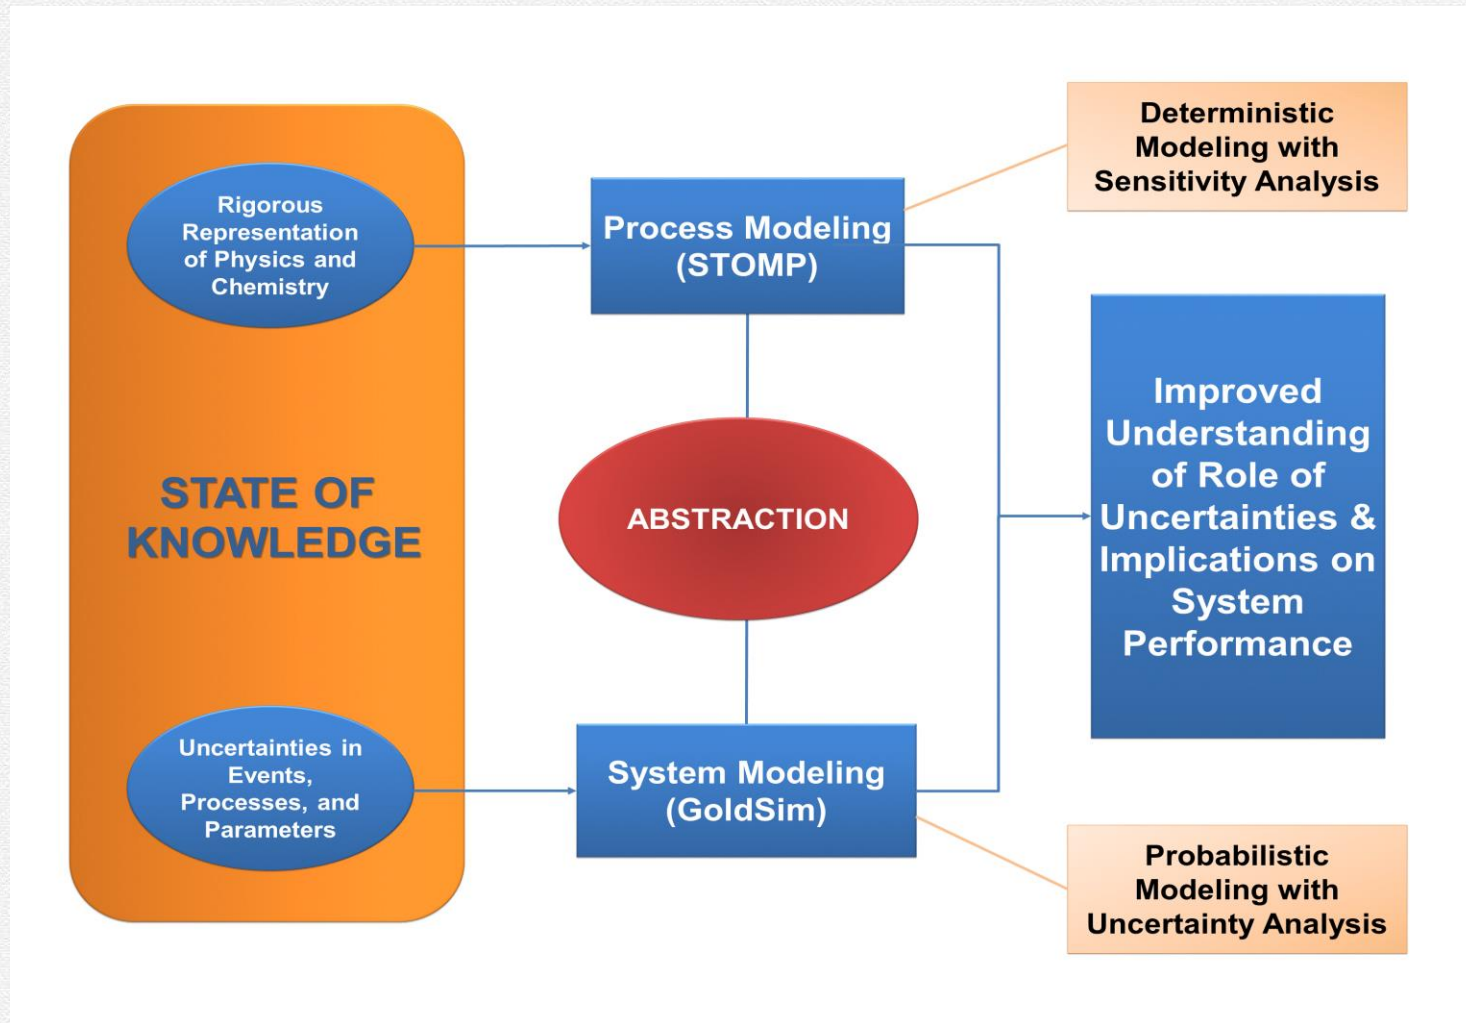 Rigorous
Representation
of Physics and
Chemistry
STATE OF
KNOWLEDGE
Uncertainties in
Events,
Processes, and
Parameters
Process Modeling
(STOMP)
ABSTRACTION
System Modeling
(GoldSim)
Deterministic
Modeling with
Sensitivity Analysis
Improved
Understanding
of Role of
Uncertainties &
Implications on
System
Performance
Probabilistic
Modeling with
Uncertainty Analysis